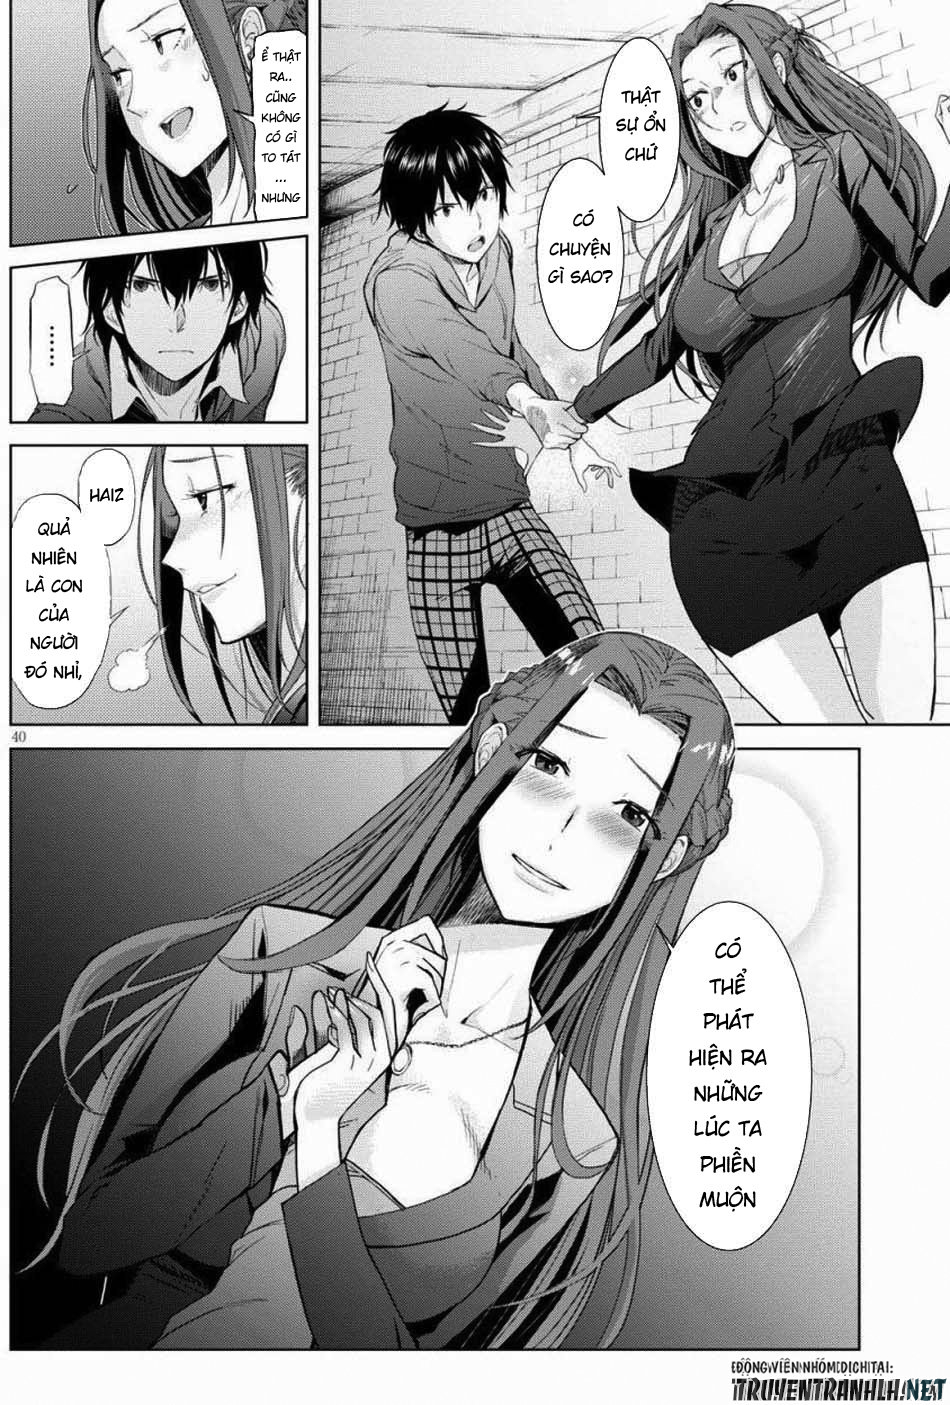 THẬT
SỰ ỔN
CHỨ
CÓ
CHUYỆN
GÌ SAO?
Ể THẬT
RA..
CŨNG
KHÔNG
CÓ GÌ
TO TÁT
...
NHƯNG
......
HAIZ
QUẢ
NHIÊN
LÀ CON
CỦA
NGƯỜI
ĐÓ NHỈ,
40
CÓ
THỂ
PHÁT
HIỆN RA
NHỮNG
LÚC TA
PHIỀN
MUỘN
ĐỘNG VIÊN NHÓM DỊCH TẠI:
TRUYENTRANHLH.NET